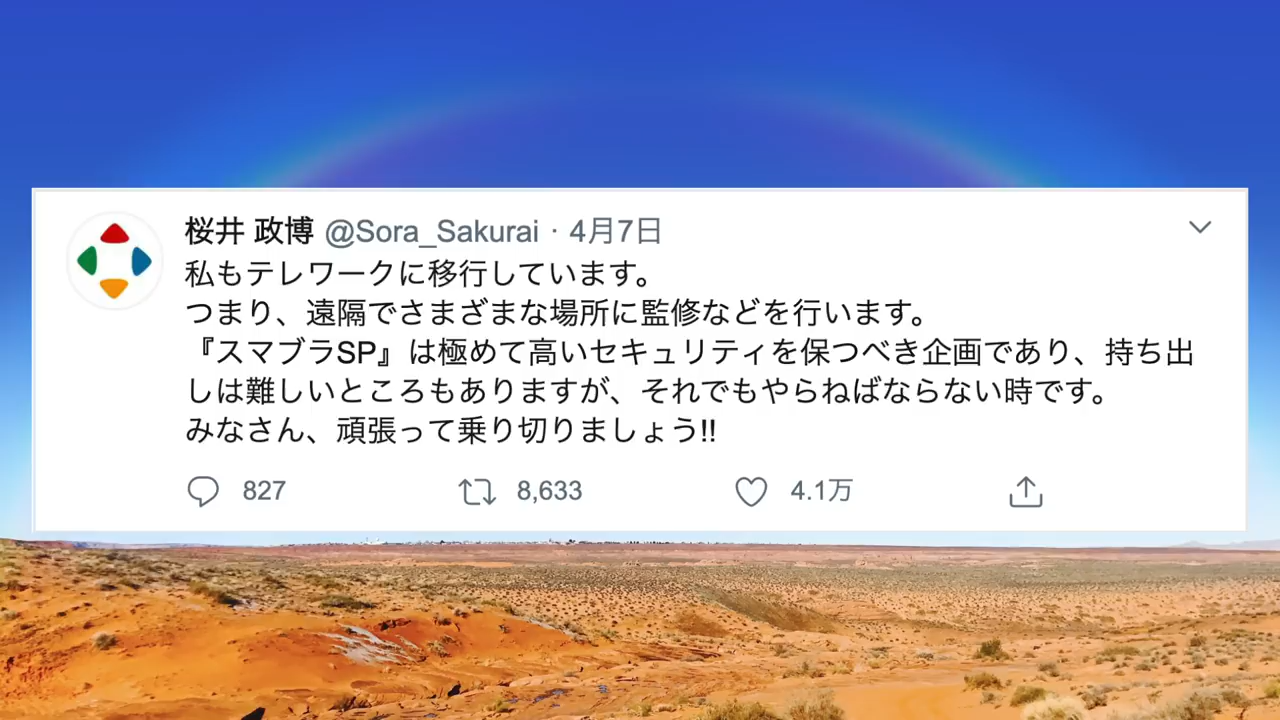 桜井 政博 @Sora_Sakurai · 4月7日
私もテレワークに移行しています。
つまり、遠隔でさまざまな場所に監修などを行います。
『スマブラSP』は極めて高いセキュリティを保つべき企画であり、持ち出
しは難しいところもありますが、それでもやらねばならない時です。
みなさん、頑張って乗り切りましょう!!
827 8,633 4.1万